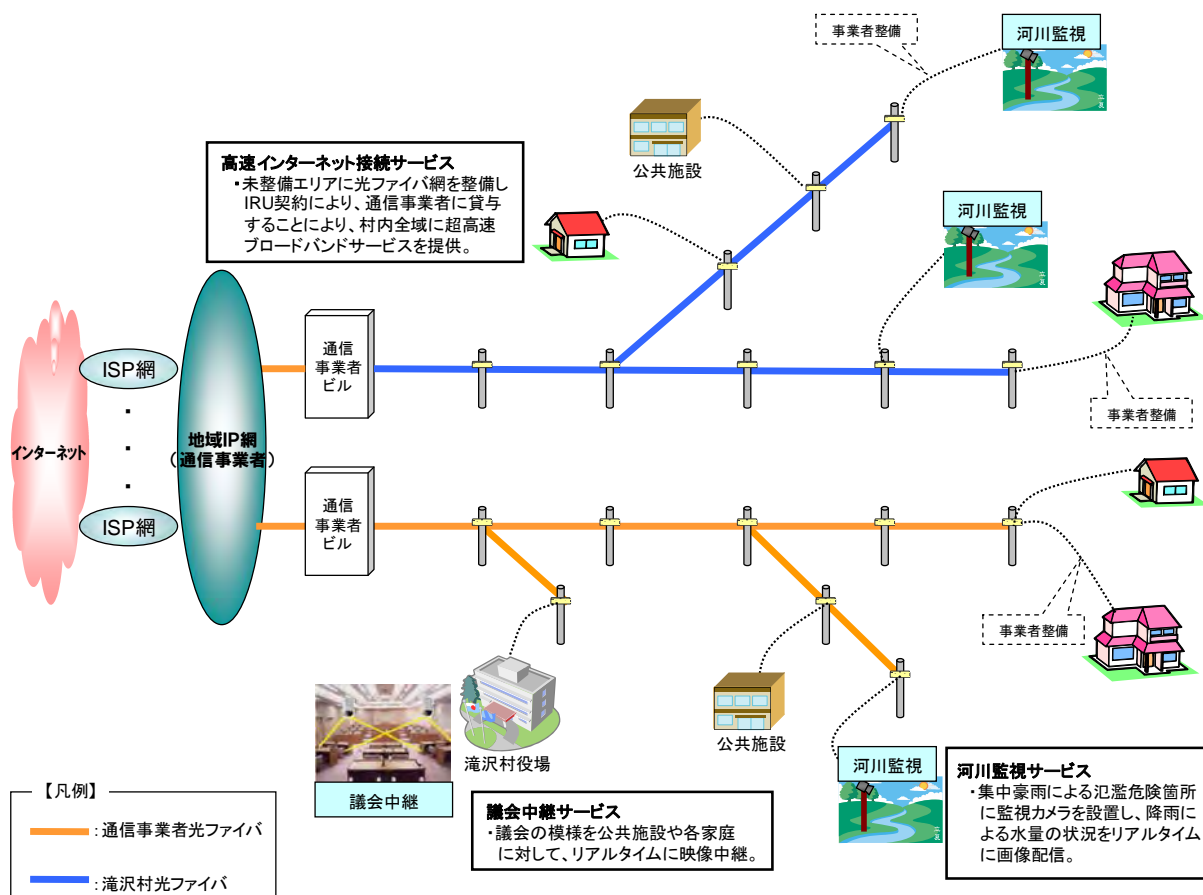 事業者整備
河川監視
公共施設
高速インターネット接続サービス
・未整備エリアに光ファイバ網を整備し
IRU契約により、通信事業者に貸与
することにより、村内全域に超高速
ブロードバンドサービスを提供。
河川監視
インターネット
ISP網
・
・
・
ISP網
地域IP網
(通信事業者)
通信
事業者
ビル
事業者整備
通信
事業者
ビル
事業者整備
公共施設
滝沢村役場
議会中継
議会中継サービス
・議会の模様を公共施設や各家庭
に対して、リアルタイムに映像中継。
河川監視
河川監視サービス
・集中豪雨による氾濫危険箇所
に監視カメラを設置し、降雨に
よる水量の状況をリアルタイム
に画像配信。
【凡例】
:通信事業者光ファイバ
:滝沢村光ファイバ